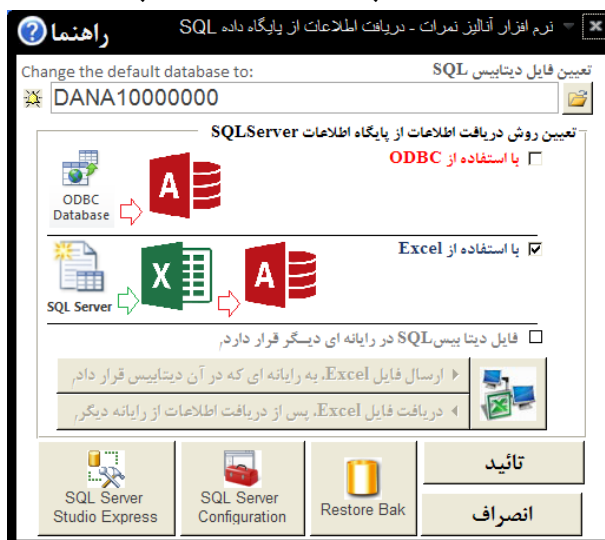 نرم افزار آنالیز نمرات - دریافت اطلاعات از پایگاه داده SQL
راهنما
Change the default database to:
تعیین فایل دیتابیس SQL
DANA10000000
تعیین روش دریافت اطلاعات از پایگاه اطلاعات SQLServer
با استفاده از ODBC
ODBC
Database
A
با استفاده از Excel
SQL Server
X
A
فایل دیتا بیس SQL در رایانه ای دیـگر قرار دارد,
ارسال فایل Excel, به رایانه ای که در آن دیتابیس قرار داد,
دریافت فایل Excel, پس از دریافت اطلاعات از رایانه دیگر,
SQL Server
Studio Express
SQL Server
Configuration
Restore Bak
تائید
انصراف